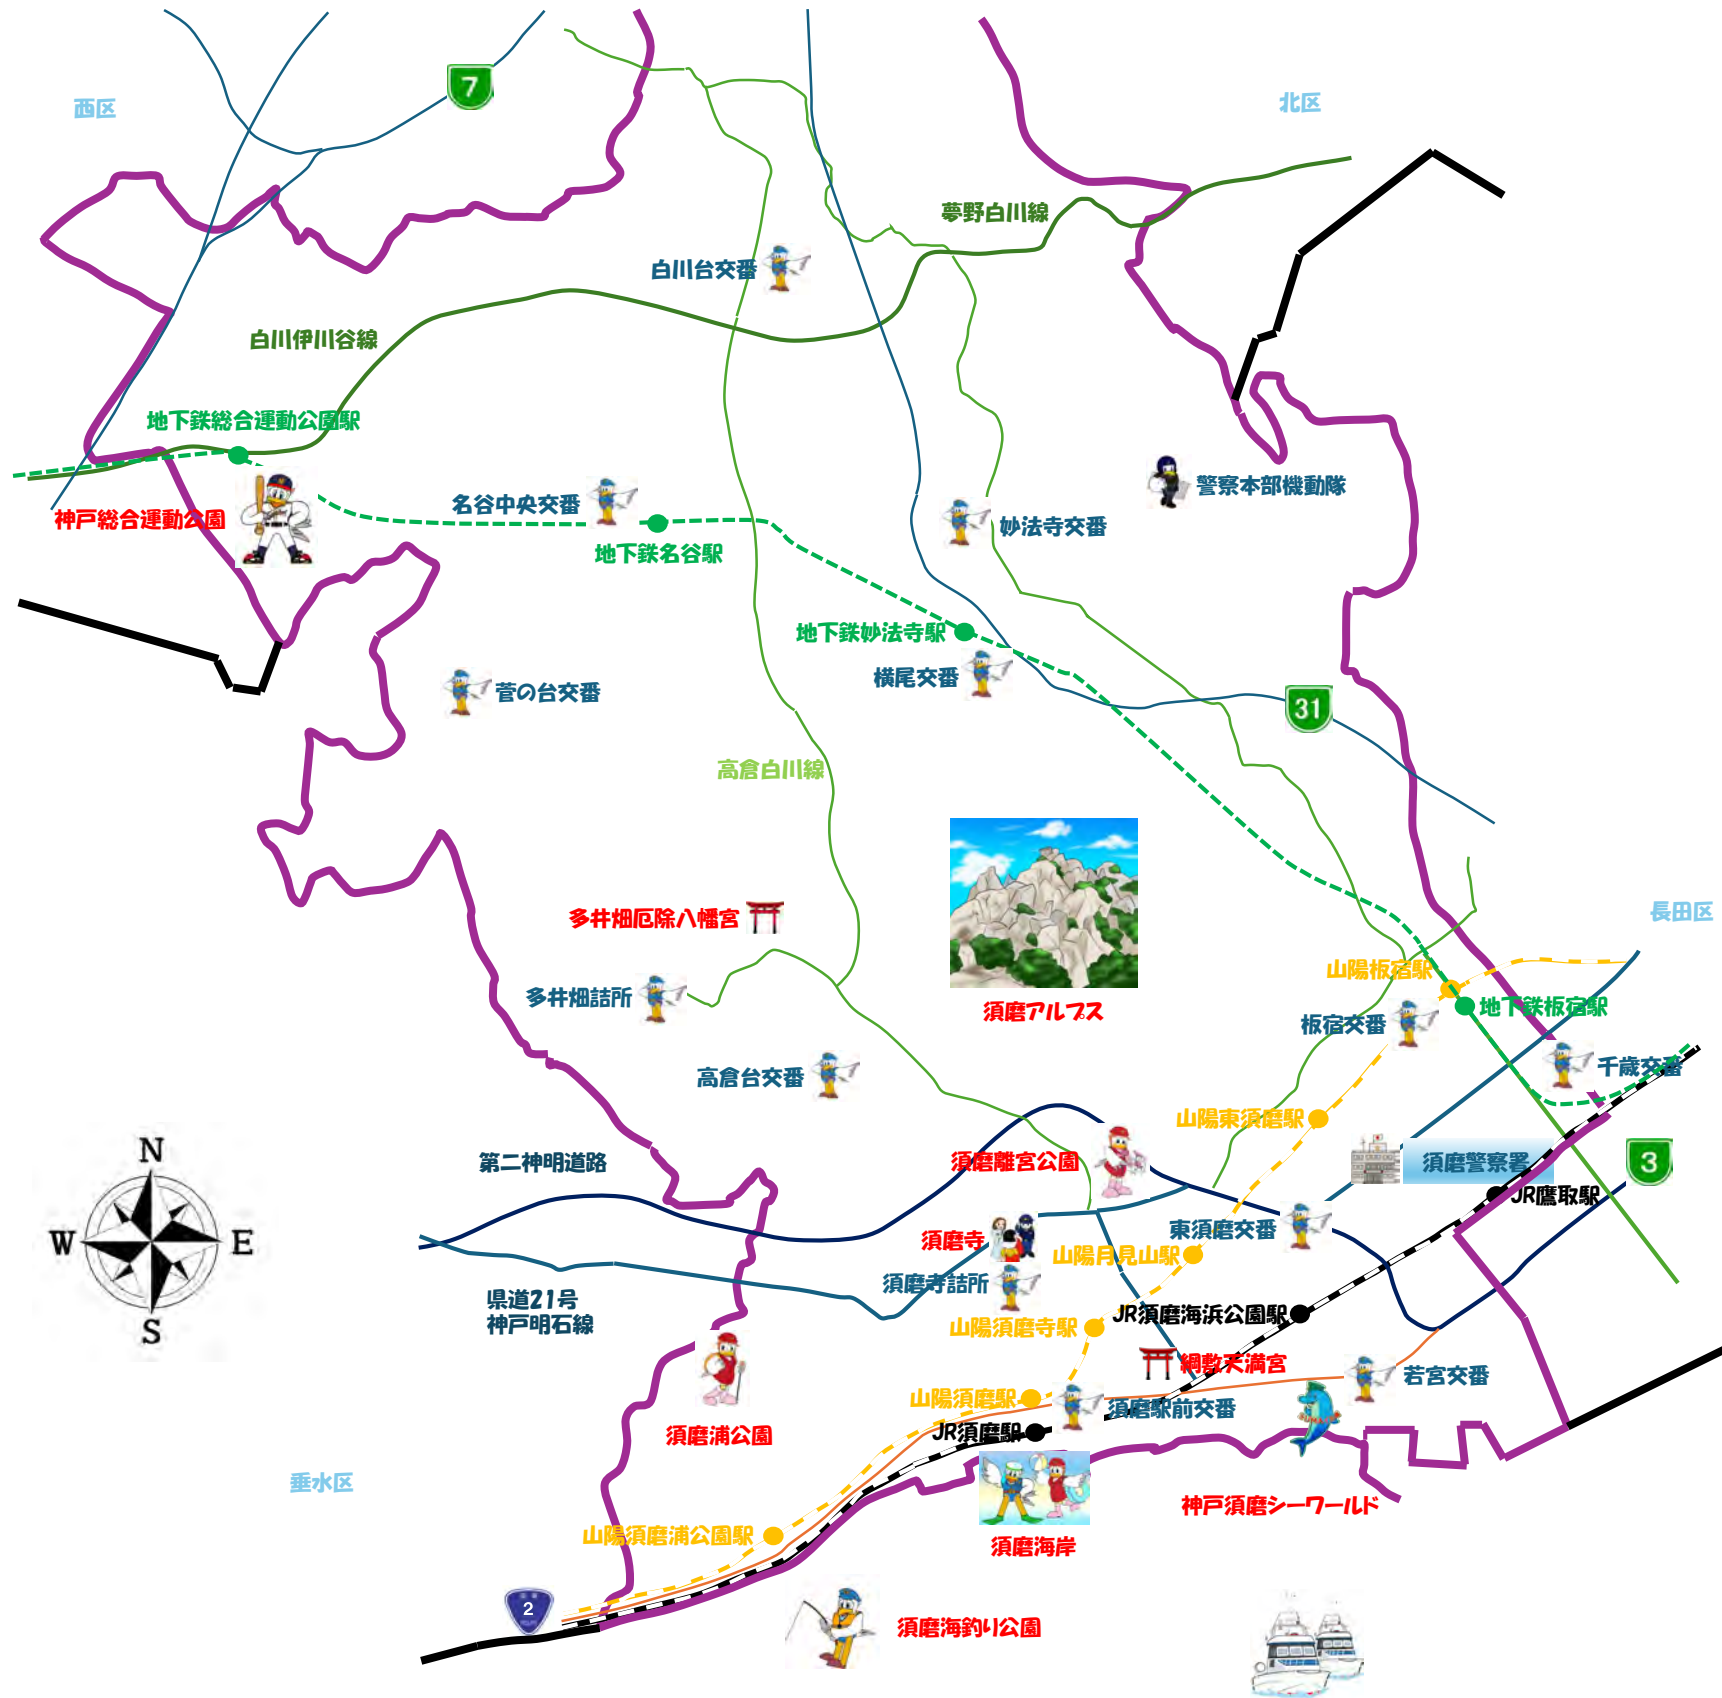 7
西区
北区
夢野白川線
白川台交番
白川伊川谷線
地下鉄総合運動公園駅
警察本部機動隊
名谷中央交番
神戸総合運動公園
妙法寺交番
地下鉄名谷駅
地下鉄妙法寺駅
横尾交番
菅の台交番
31
高倉白川線
多井畑厄除八幡宮
長田区
山陽板宿駅
多井畑詰所
地下鉄板宿駅
須磨アルプス
板宿交番
千歳交番
高倉台交番
山陽東須磨駅
N
第二神明道路
須磨離宮公園
須磨警察署
3
JR鷹取駅
東須磨交番
W
E
須磨寺
山陽月見山駅
須磨寺詰所
県道21号
神戸明石線
JR須磨海浜公園駅
山陽須磨寺駅
S
綱敷天満宮
若宮交番
山陽須磨駅
須磨駅前交番
JR須磨駅
須磨浦公園
垂水区
神戸須磨シーワールド
山陽須磨浦公園駅
須磨海岸
2
須磨海釣り公園